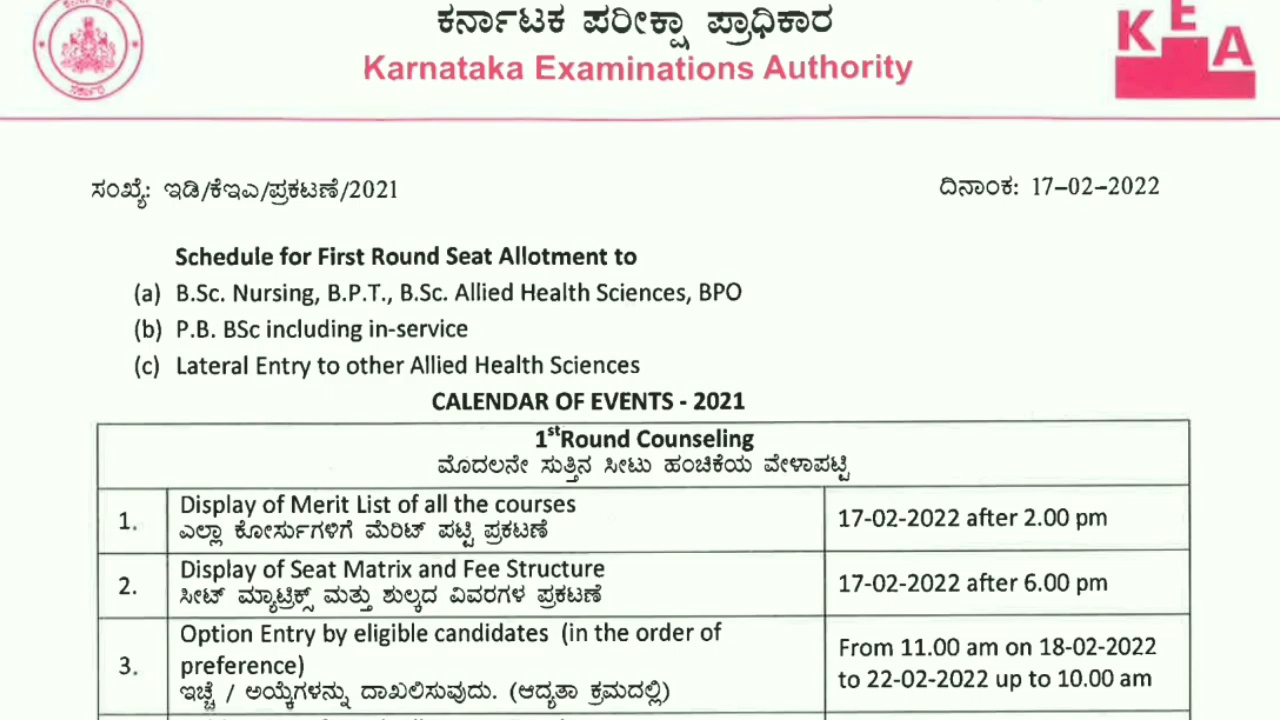 ಕರ್ನಾಟಕ ಪರೀಕ್ಷಾ ಪ್ರಾಧಿಕಾರ
Karnataka Examinations Authority
KEA
ಸಂಖ್ಯೆ: ಇಡಿ/ಕೆಇಎ/ಪ್ರಕಟಣೆ/2021
ದಿನಾಂಕ: 17-02-2022
Schedule for First Round Seat Allotment to
(a) B.Sc. Nursing, B.P.T., B.Sc. Allied Health Sciences, BPO
(b) P.B. BSc including in-service
(c) Lateral Entry to other Allied Health Sciences
CALENDAR OF EVENTS - 2021
1st Round Counseling
ಮೊದಲನೇ ಸುತ್ತಿನ ಸೀಟು ಹಂಚಿಕೆಯ ವೇಳಾಪಟ್ಟಿ
1.
Display of Merit List of all the courses
ಎಲ್ಲಾ ಕೋರ್ಸುಗಳಿಗೆ ಮೆರಿಟ್ ಪಟ್ಟಿ ಪ್ರಕಟಣೆ
17-02-2022 after 2.00 pm
2.
Display of Seat Matrix and Fee Structure
ಸೀಟ್ ಮ್ಯಾಟ್ರಿಕ್ಸ್ ಮತ್ತು ಶುಲ್ಕದ ವಿವರಗಳ ಪ್ರಕಟಣೆ
17-02-2022 after 6.00 pm
3.
Option Entry by eligible candidates (in the order of
preference)
ಇಚ್ಛೆ / ಆಯ್ಕೆಗಳನ್ನು ದಾಖಲಿಸುವುದು. (ಆದ್ಯತಾ ಕ್ರಮದಲ್ಲಿ)
From 11.00 am on 18-02-2022
to 22-02-2022 up to 10.00 am